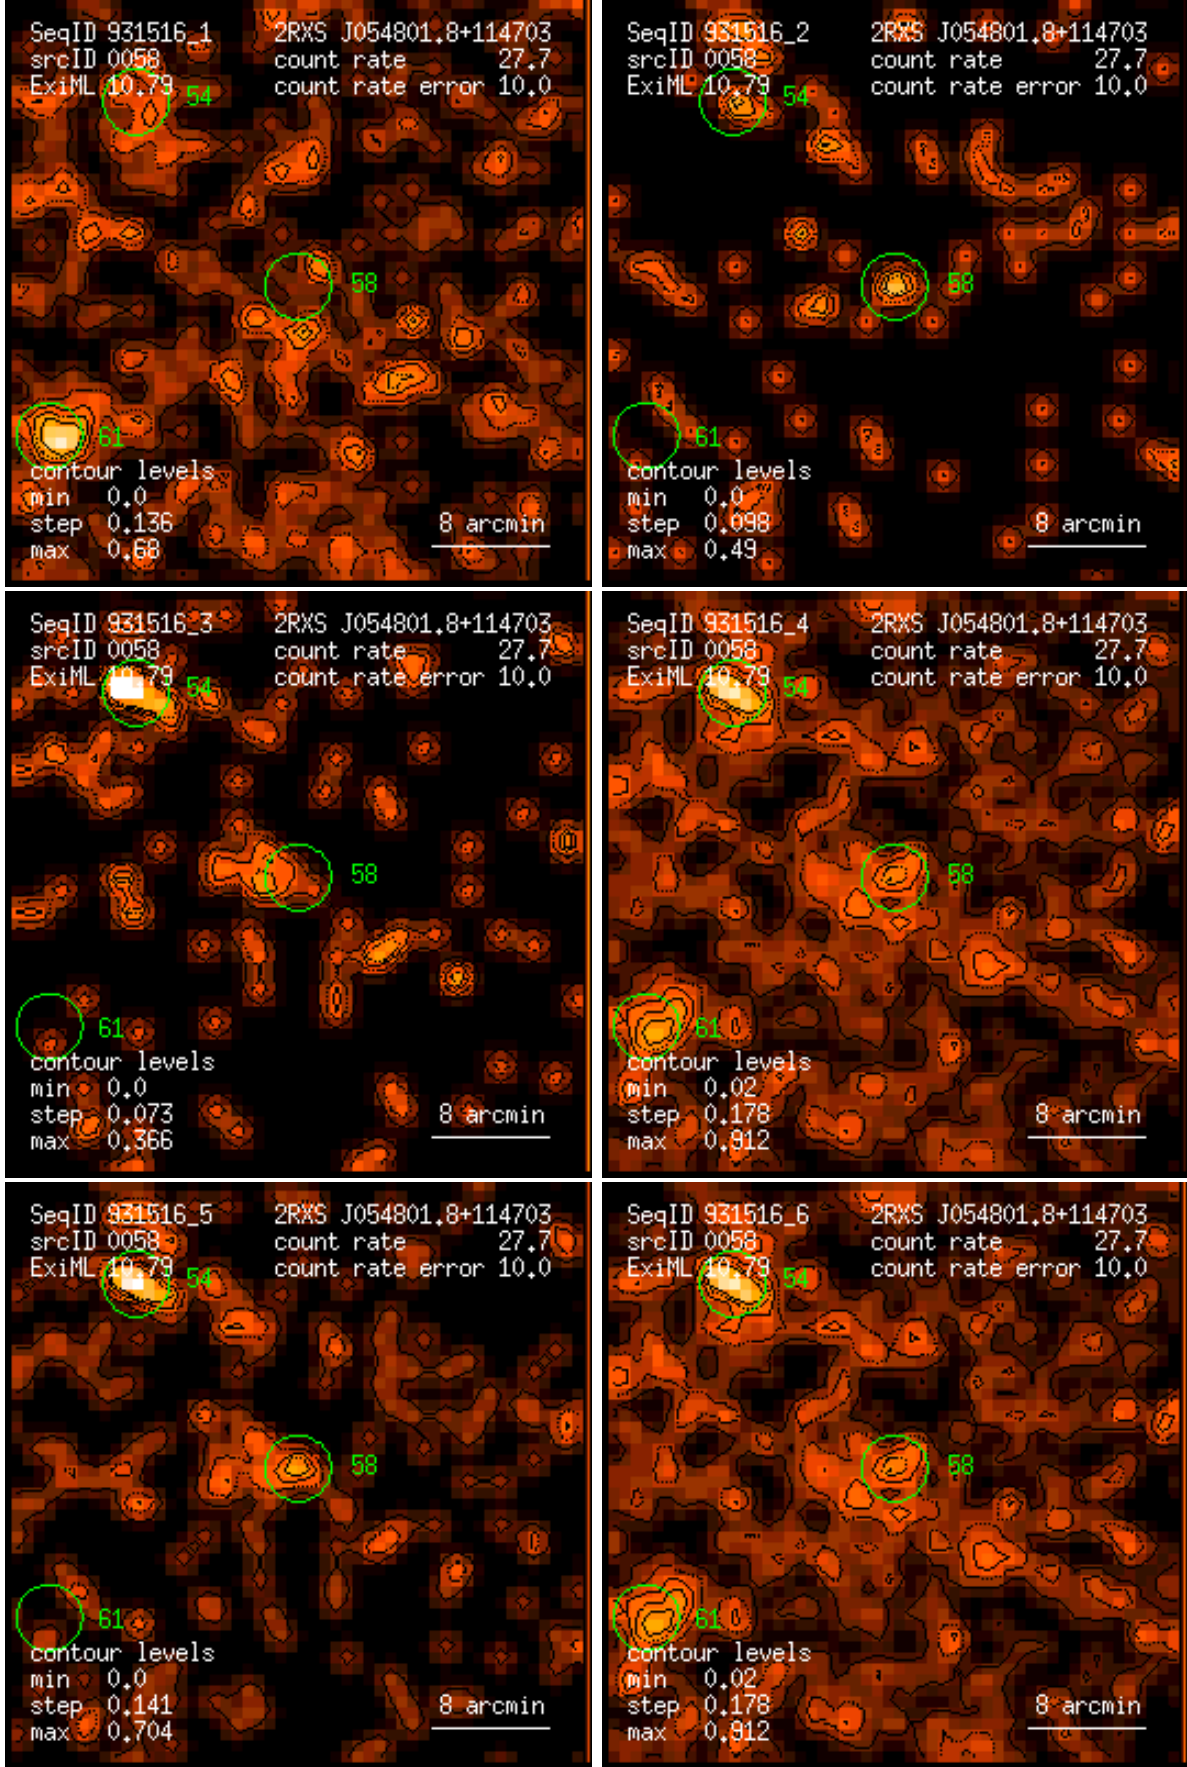 SeqID 931516_1 2RXS J054801.8+114703
srcID 0058 count rate 27.7
ExiML 10.79 count rate error 10.0
54
58
61
contour levels
min 0.0
step 0.136 8 arcmin
max 0.68
SeqID 931516_2 2RXS J054801.8+114703
srcID 0058 count rate 27.7
ExiML 10.79 count rate error 10.0
54
58
61
contour levels
min 0.0
step 0.098 8 arcmin
max 0.49
SeqID 931516_3 2RXS J054801.8+114703
srcID 0058 count rate 27.7
ExiML 10.79 count rate error 10.0
54
58
61
contour levels
min 0.0
step 0.073 8 arcmin
max 0.366
SeqID 931516_4 2RXS J054801.8+114703
srcID 0058 count rate 27.7
ExiML 10.79 count rate error 10.0
54
58
61
contour levels
min 0.02
step 0.178 8 arcmin
max 0.912
SeqID 931516_5 2RXS J054801.8+114703
srcID 0058 count rate 27.7
ExiML 10.79 count rate error 10.0
54
58
61
contour levels
min 0.0
step 0.141 8 arcmin
max 0.704
SeqID 931516_6 2RXS J054801.8+114703
srcID 0058 count rate 27.7
ExiML 10.79 count rate error 10.0
54
58
61
contour levels
min 0.02
step 0.178 8 arcmin
max 0.912